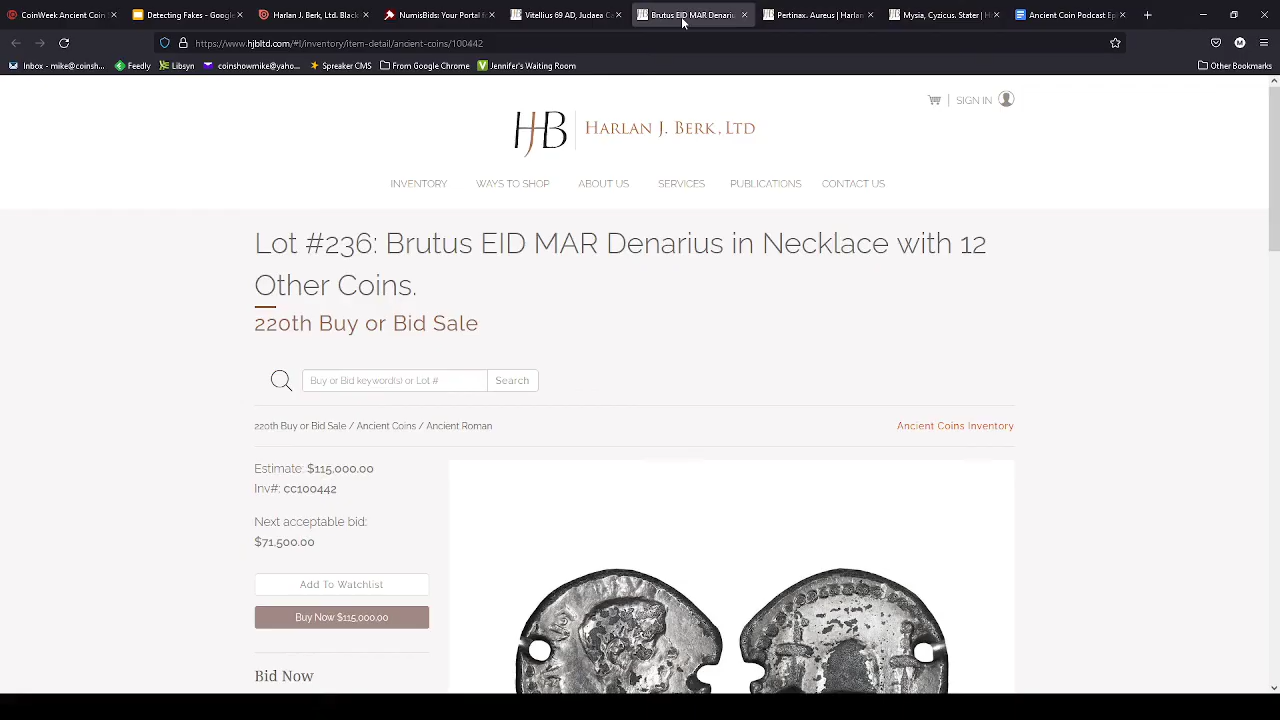 CoinWeek Ancient Coin S
Detecting Fakes - Google S
Harlan J. Berk, Ltd. Black
NumisBids: Your Portal f
Vitellius 69 AD, Judaea Ca
Brutus EID MAR Denariu
Pertinax. Aureus | Harlan
Mysia, Cyzicus. Stater | H
Ancient Coin Podcast Ep
https://www.hjbltd.com/#!/inventory/item-detail/ancient-coins/100442
Inbox - mike@coinsh...
Feedly
Libsyn
coinshowmike@yaho...
Spreaker CMS
From Google Chrome
Jennifer's Waiting Room
Other Bookmarks
SIGN IN
HJB HARLAN J. BERK, LTD
INVENTORY WAYS TO SHOP ABOUT US SERVICES PUBLICATIONS CONTACT US
Lot #236: Brutus EID MAR Denarius in Necklace with 12
Other Coins.
220th Buy or Bid Sale
Buy or Bid keyword(s) or Lot # Search
220th Buy or Bid Sale / Ancient Coins / Ancient Roman
Ancient Coins Inventory
Estimate: $115,000.00
Inv#: cc100442
Next acceptable bid:
$71,500.00
Add To Watchlist
Buy Now $115,000.00
Bid Now